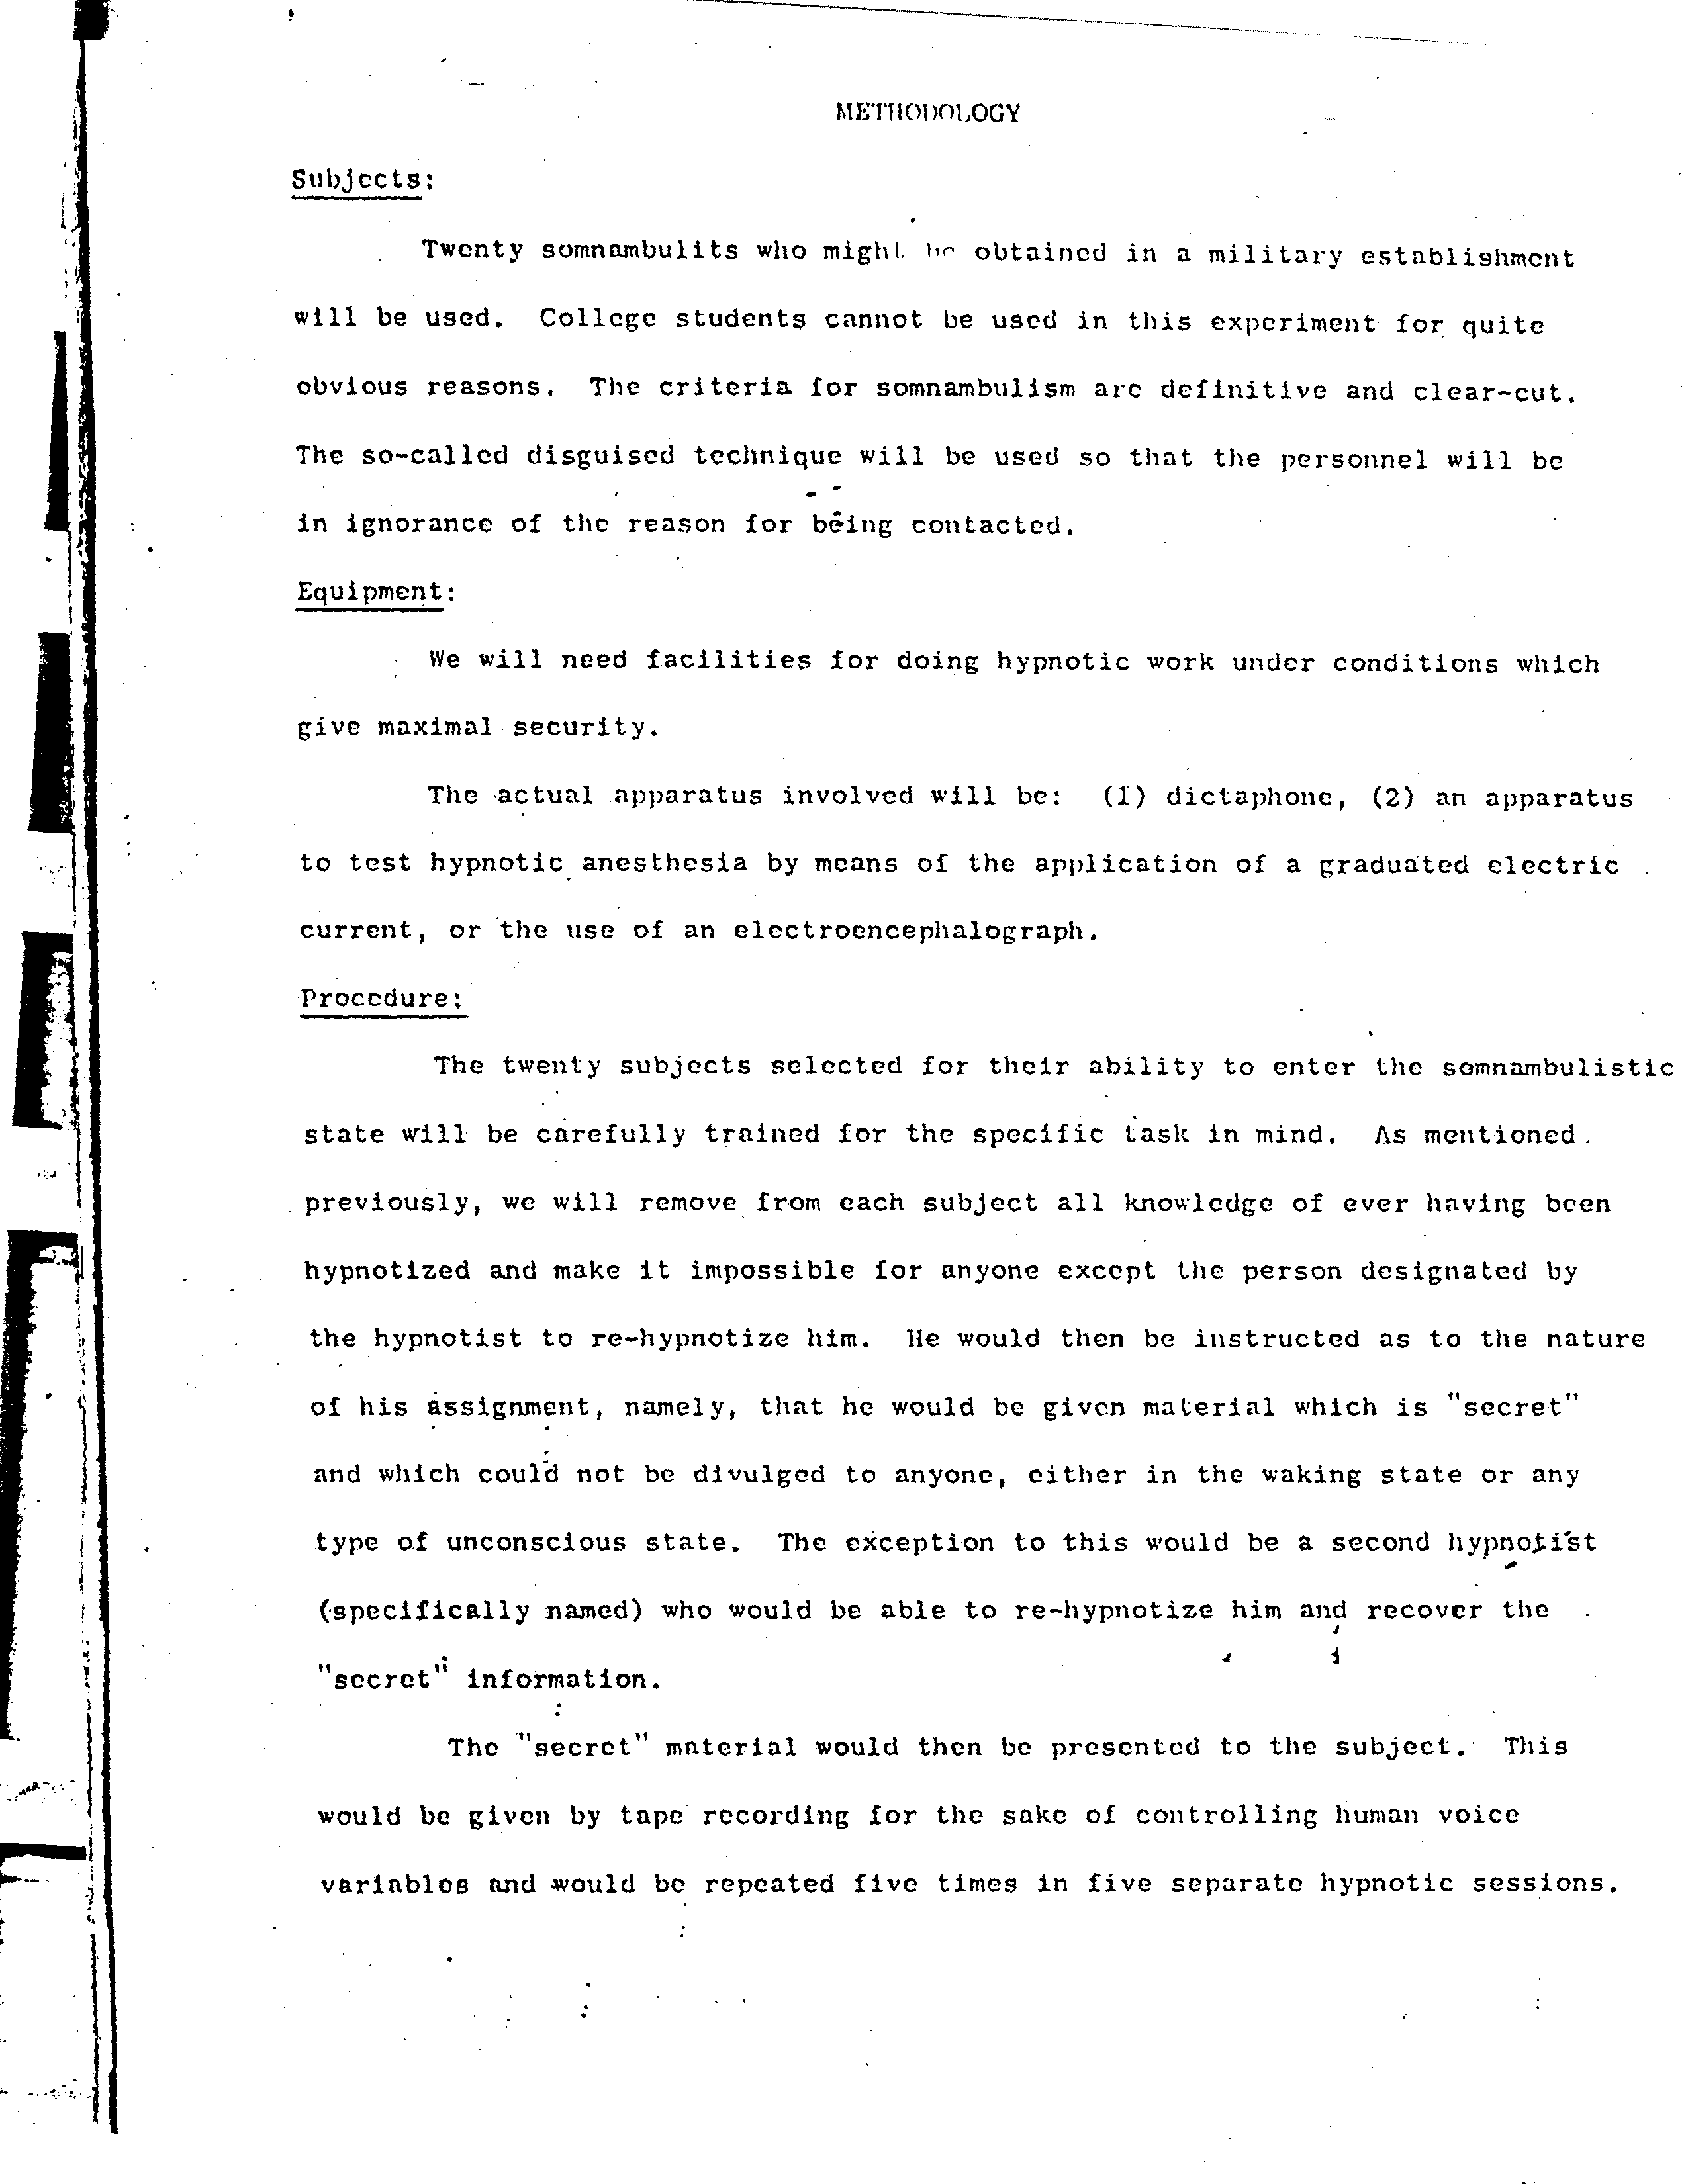 METHODOLOGY
Subjects:
Twenty somnambulits who might be obtained in a military establishment
will be used. College students cannot be used in this experiment for quite
obvious reasons. The criteria for somnambulism are definitive and clear-cut.
The so-called disguised technique will be used so that the personnel will be
in ignorance of the reason for being contacted.
Equipment:
We will need facilities for doing hypnotic work under conditions which
give maximal security.
The actual apparatus involved will be: (1) dictaphone, (2) an apparatus
to test hypnotic anesthesia by means of the application of a graduated electric
current, or the use of an electroencephalograph.
Procedure:
The twenty subjects selected for their ability to enter the somnambulistic
state will be carefully trained for the specific task in mind. As mentioned
previously, we will remove from each subject all knowledge of ever having been
hypnotized and make it impossible for anyone except the person designated by
the hypnotist to re-hypnotize him. He would then be instructed as to the nature
of his assignment, namely, that he would be given material which is "secret"
and which could not be divulged to anyone, either in the waking state or any
type of unconscious state. The exception to this would be a second hypnotist
(specifically named) who would be able to re-hypnotize him and recover the
"secret" information.
The "secret" material would then be presented to the subject. This
would be given by tape recording for the sake of controlling human voice
variables and would be repeated five times in five separate hypnotic sessions.